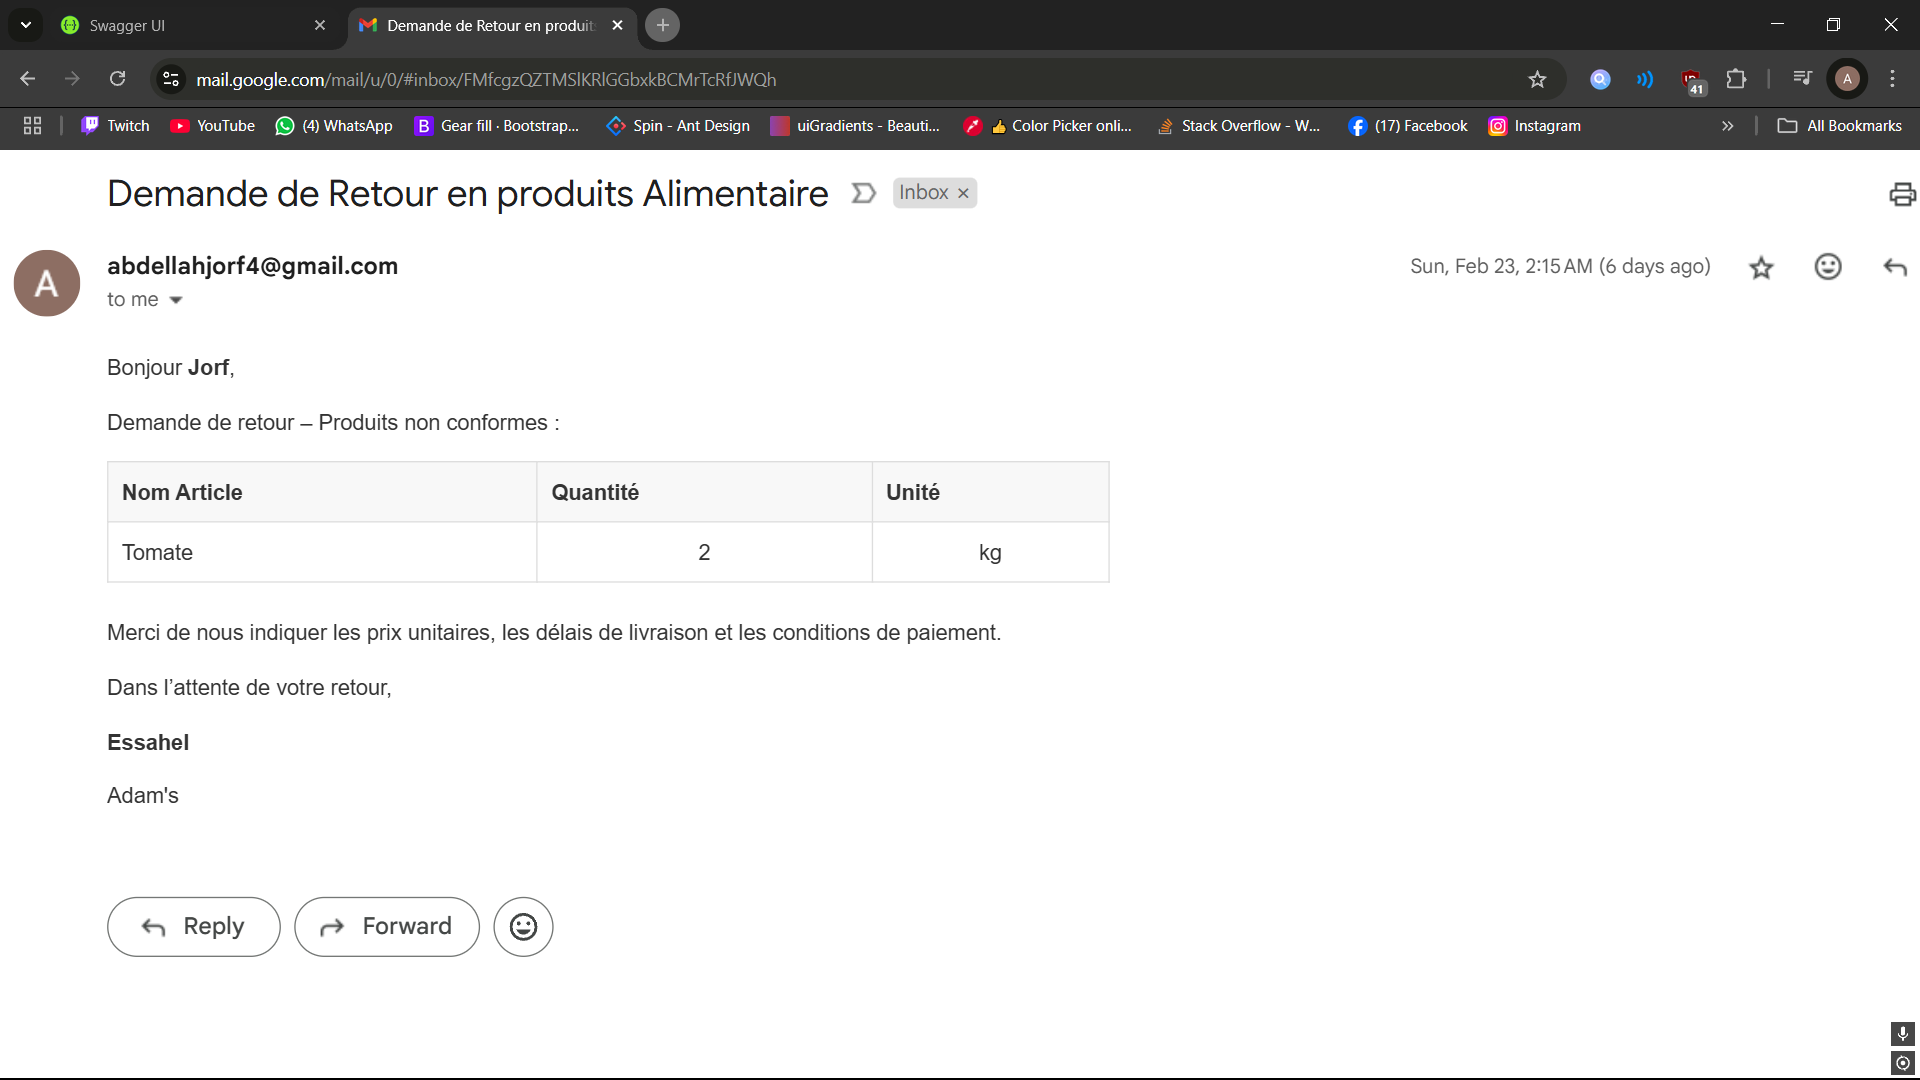 Swagger UI
Demande de Retour en produit
mail.google.com/mail/u/0/#inbox/FMfcgzQZTMSlKRlGGbxkBCMrTcRfJWQh
41
A
Twitch
YouTube
(4) WhatsApp
B
Gear fill · Bootstrap...
Spin - Ant Design
uiGradients - Beauti...
👍 Color Picker onli...
Stack Overflow - W...
(17) Facebook
Instagram
All Bookmarks
Demande de Retour en produits Alimentaire
Inbox ×
A
abdellahjorf4@gmail.com
Sun, Feb 23, 2:15 AM (6 days ago)
to me
Bonjour Jorf,
Demande de retour – Produits non conformes :
Nom Article Quantité Unité
Tomate 2 kg
Merci de nous indiquer les prix unitaires, les délais de livraison et les conditions de paiement.
Dans l’attente de votre retour,
Essahel
Adam's
Reply
Forward